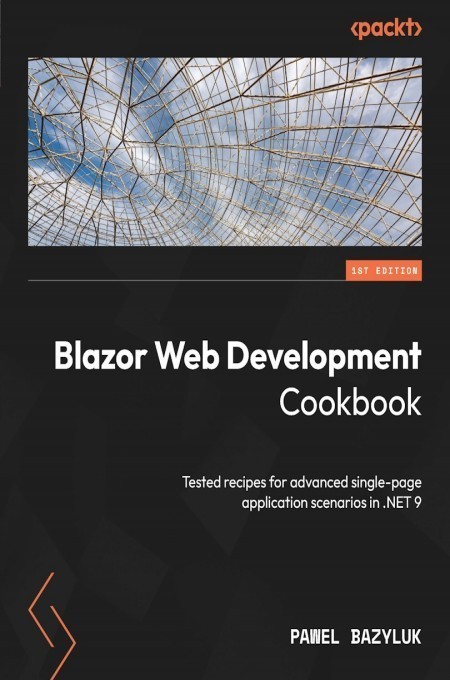 <packt>
1ST EDITION
Blazor Web Development
Cookbook
Tested recipes for advanced single-page
application scenarios in .NET 9
PAWEL BAZYLUK